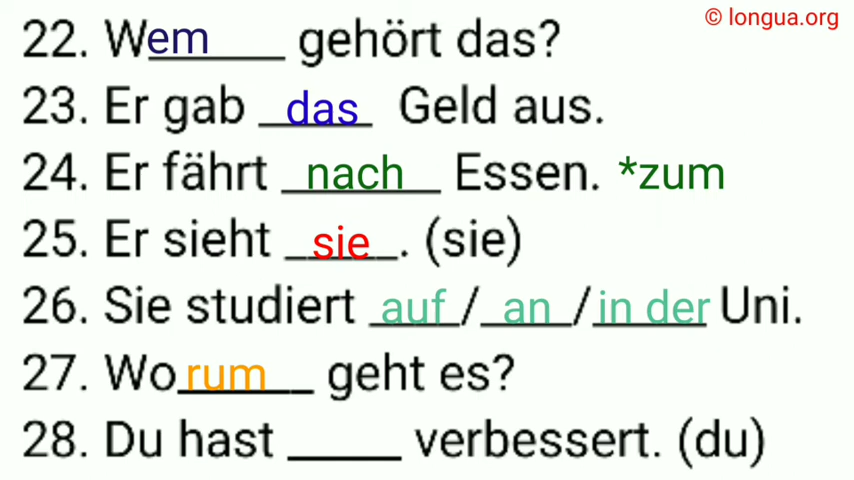 © longua.org
22. Wem gehört das?
23. Er gab das Geld aus.
24. Er fährt nach Essen. *zum
25. Er sieht sie. (sie)
26. Sie studiert auf/an/in der Uni.
27. Worum geht es?
28. Du hast _____ verbessert. (du)